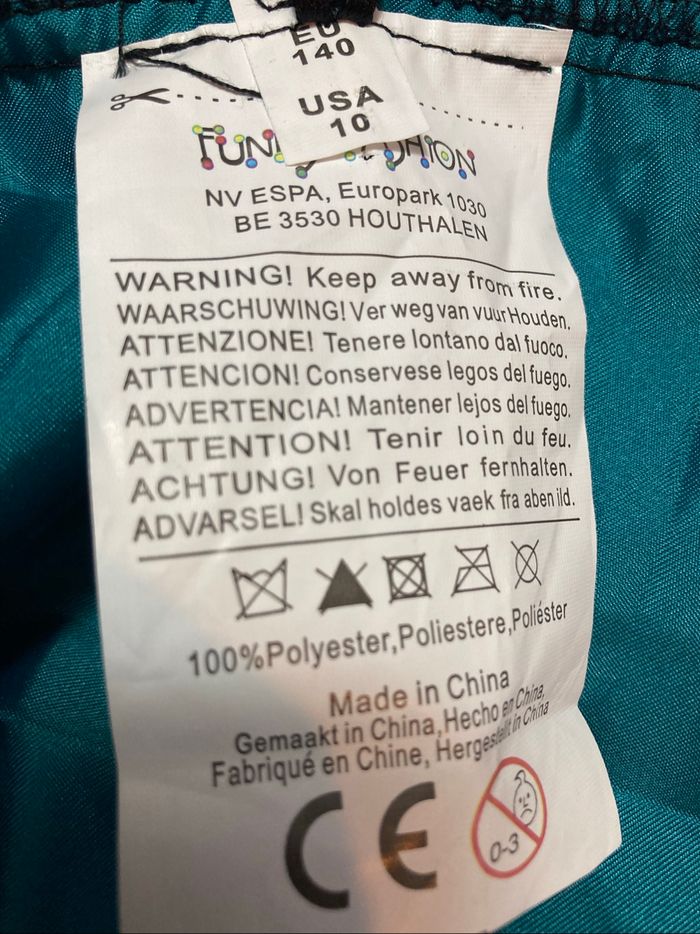 EU
140
USA
10
NV ESPA, Europark 1030
BE 3530 HOUTHALEN
WARNING! Keep away from fire.
WAARSCHUWING! Ver weg van vuur Houden.
ATTENZIONE! Tenere lontano dal fuoco.
ATTENCION! Conservese legos del fuego.
ADVERTENCIA! Mantener lejos del fuego.
ATTENTION! Tenir loin du feu.
ACHTUNG! Von Feuer fernhalten.
ADVARSEL! Skal holdes vaek fra aben ild.
100%Polyester,Poliestere,Poliéster
Made in China
Gemaakt in China,Hecho en China,
Fabriqué en Chine, Hergestellt in China
CE
0-3